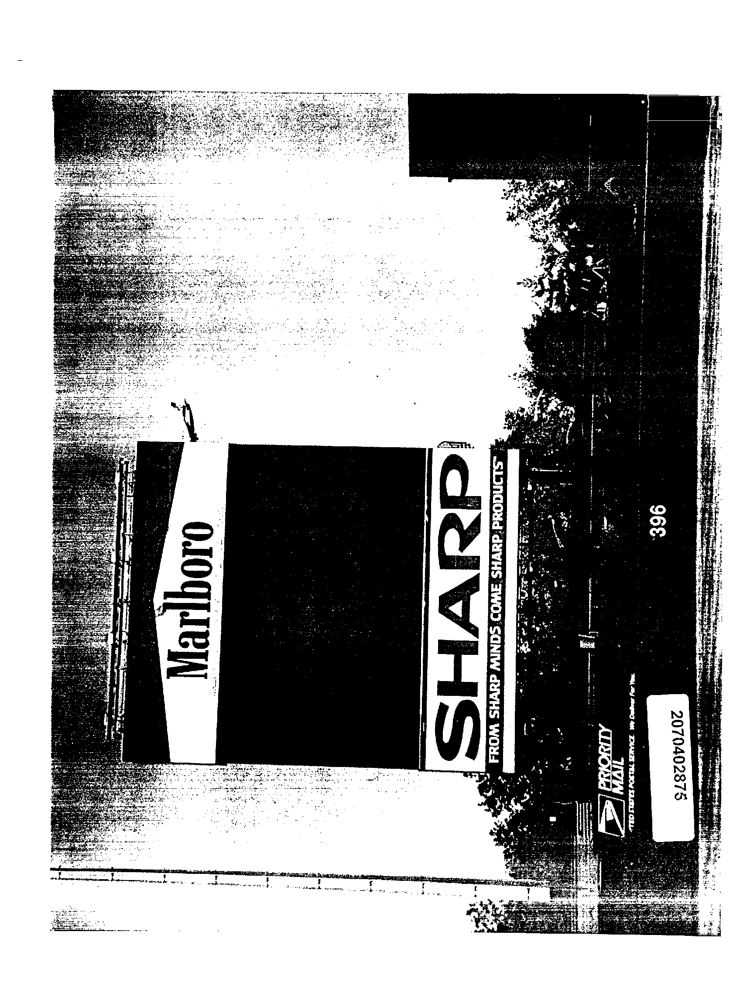 Marlboro
SHARP
FROM SHARP MINDS COME SHARP PRODUCTS
396
PRIORITY
MAIL
UNITED STATES POSTAL SERVICE We Deliver For You.
2070402875